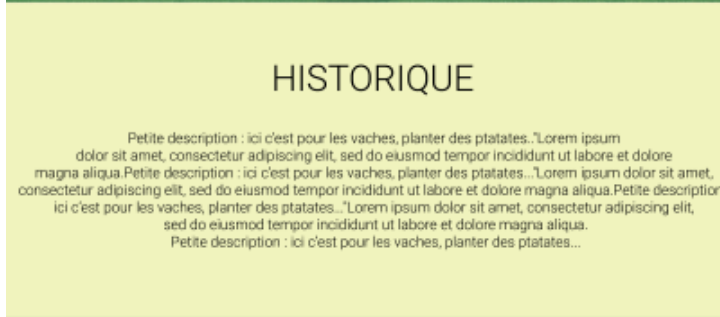 HISTORIQUE
Petite description : ici c'est pour les vaches, planter des ptatates.."Lorem ipsum
dolor sit amet, consectetur adipiscing elit, sed do eiusmod tempor incididunt ut labore et dolore
magna aliqua.Petite description : ici c'est pour les vaches, planter des ptatates..."Lorem ipsum dolor sit amet,
consectetur adipiscing elit, sed do eiusmod tempor incididunt ut labore et dolore magna aliqua.Petite description
ici c'est pour les vaches, planter des ptatates..."Lorem ipsum dolor sit amet, consectetur adipiscing elit,
sed do eiusmod tempor incididunt ut labore et dolore magna aliqua.
Petite description : ici c'est pour les vaches, planter des ptatates...